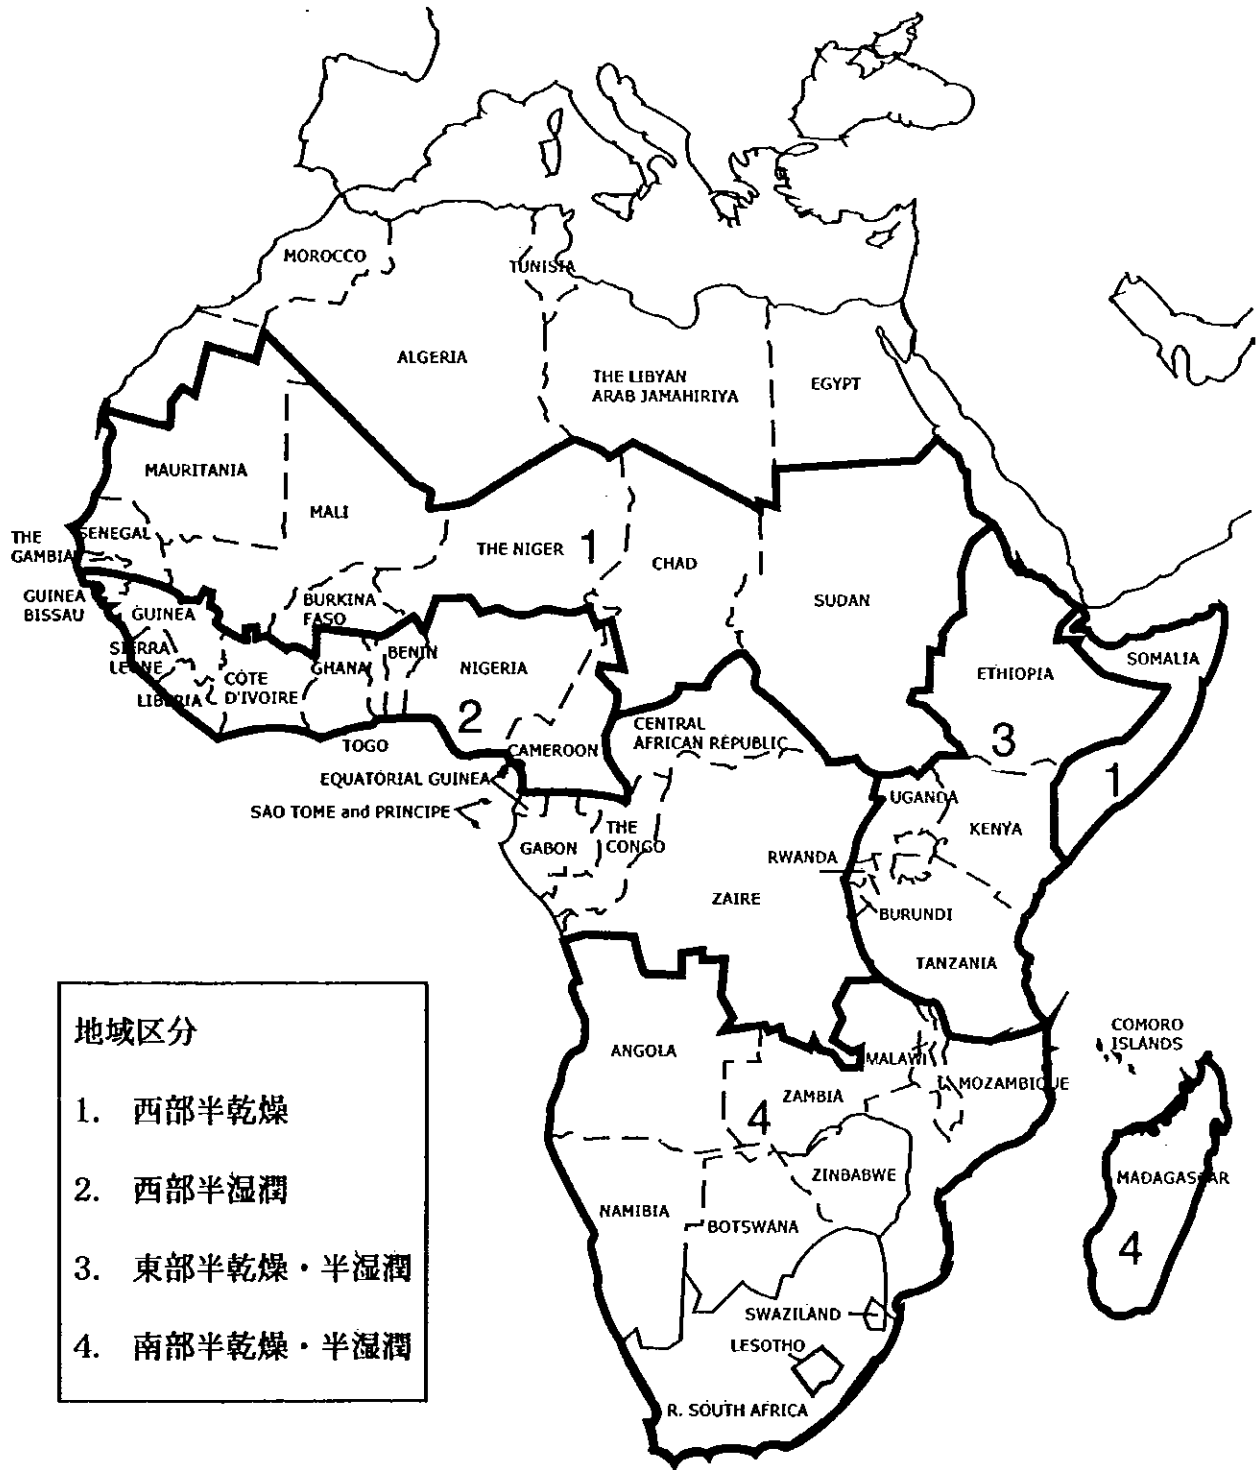 MOROCCO
TUNISIA
ALGERIA
THE LIBYAN
ARAB JAMAHIRIYA
EGYPT
MAURITANIA
MALI
THE NIGER
1
CHAD
SUDAN
SENEGAL
THE
GAMBIA
GUINEA
BISSAU
GUINEA
BURKINA
FASO
SIERRA
LEONE
LIBERIA
CÔTE
D'IVOIRE
GHANA
BENIN
NIGERIA
2
TOGO
CAMEROON
CENTRAL
AFRICAN REPUBLIC
ETHIOPIA
SOMALIA
3
1
EQUATORIAL GUINEA
SAO TOME and PRINCIPE
GABON
THE
CONGO
UGANDA
KENYA
RWANDA
ZAIRE
BURUNDI
TANZANIA
ANGOLA
MALAWI
ZAMBIA
MOZAMBIQUE
COMORO
ISLANDS
4
ZINBABWE
MADAGASCAR
4
NAMIBIA
BOTSWANA
SWAZILAND
LESOTHO
R. SOUTH AFRICA
地域区分
1. 西部半乾燥
2. 西部半湿潤
3. 東部半乾燥・半湿潤
4. 南部半乾燥・半湿潤